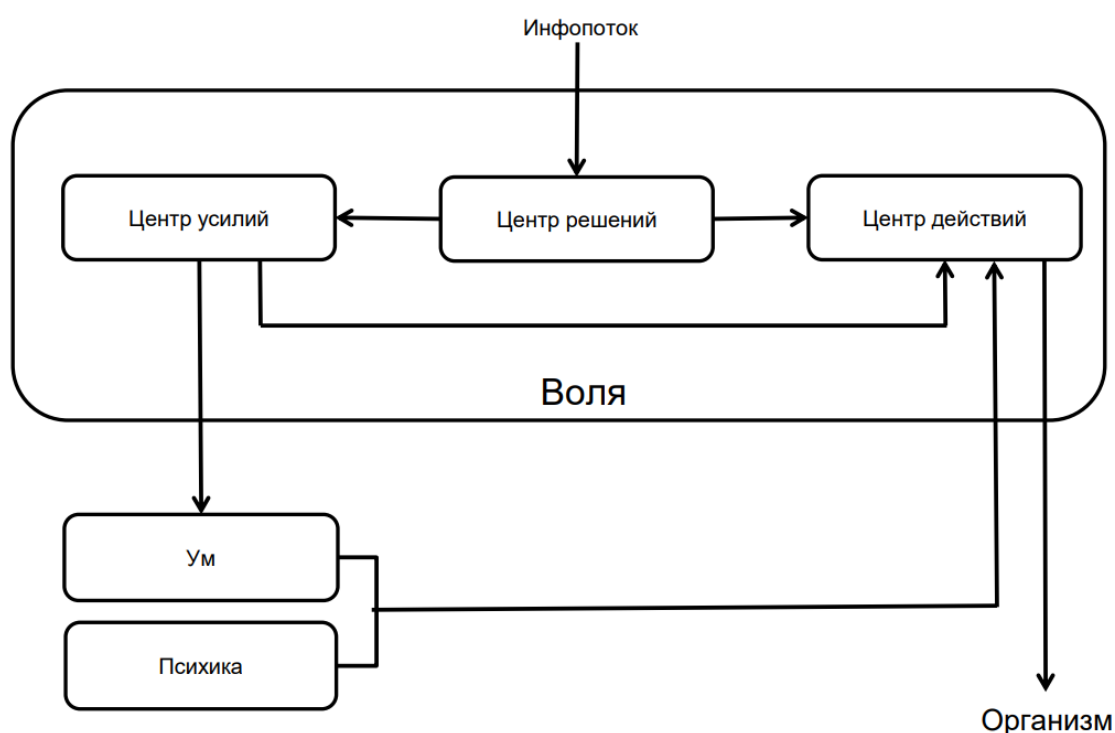 Инфопоток
Центр усилий
Центр решений
Центр действий
Воля
Ум
Психика
Организм